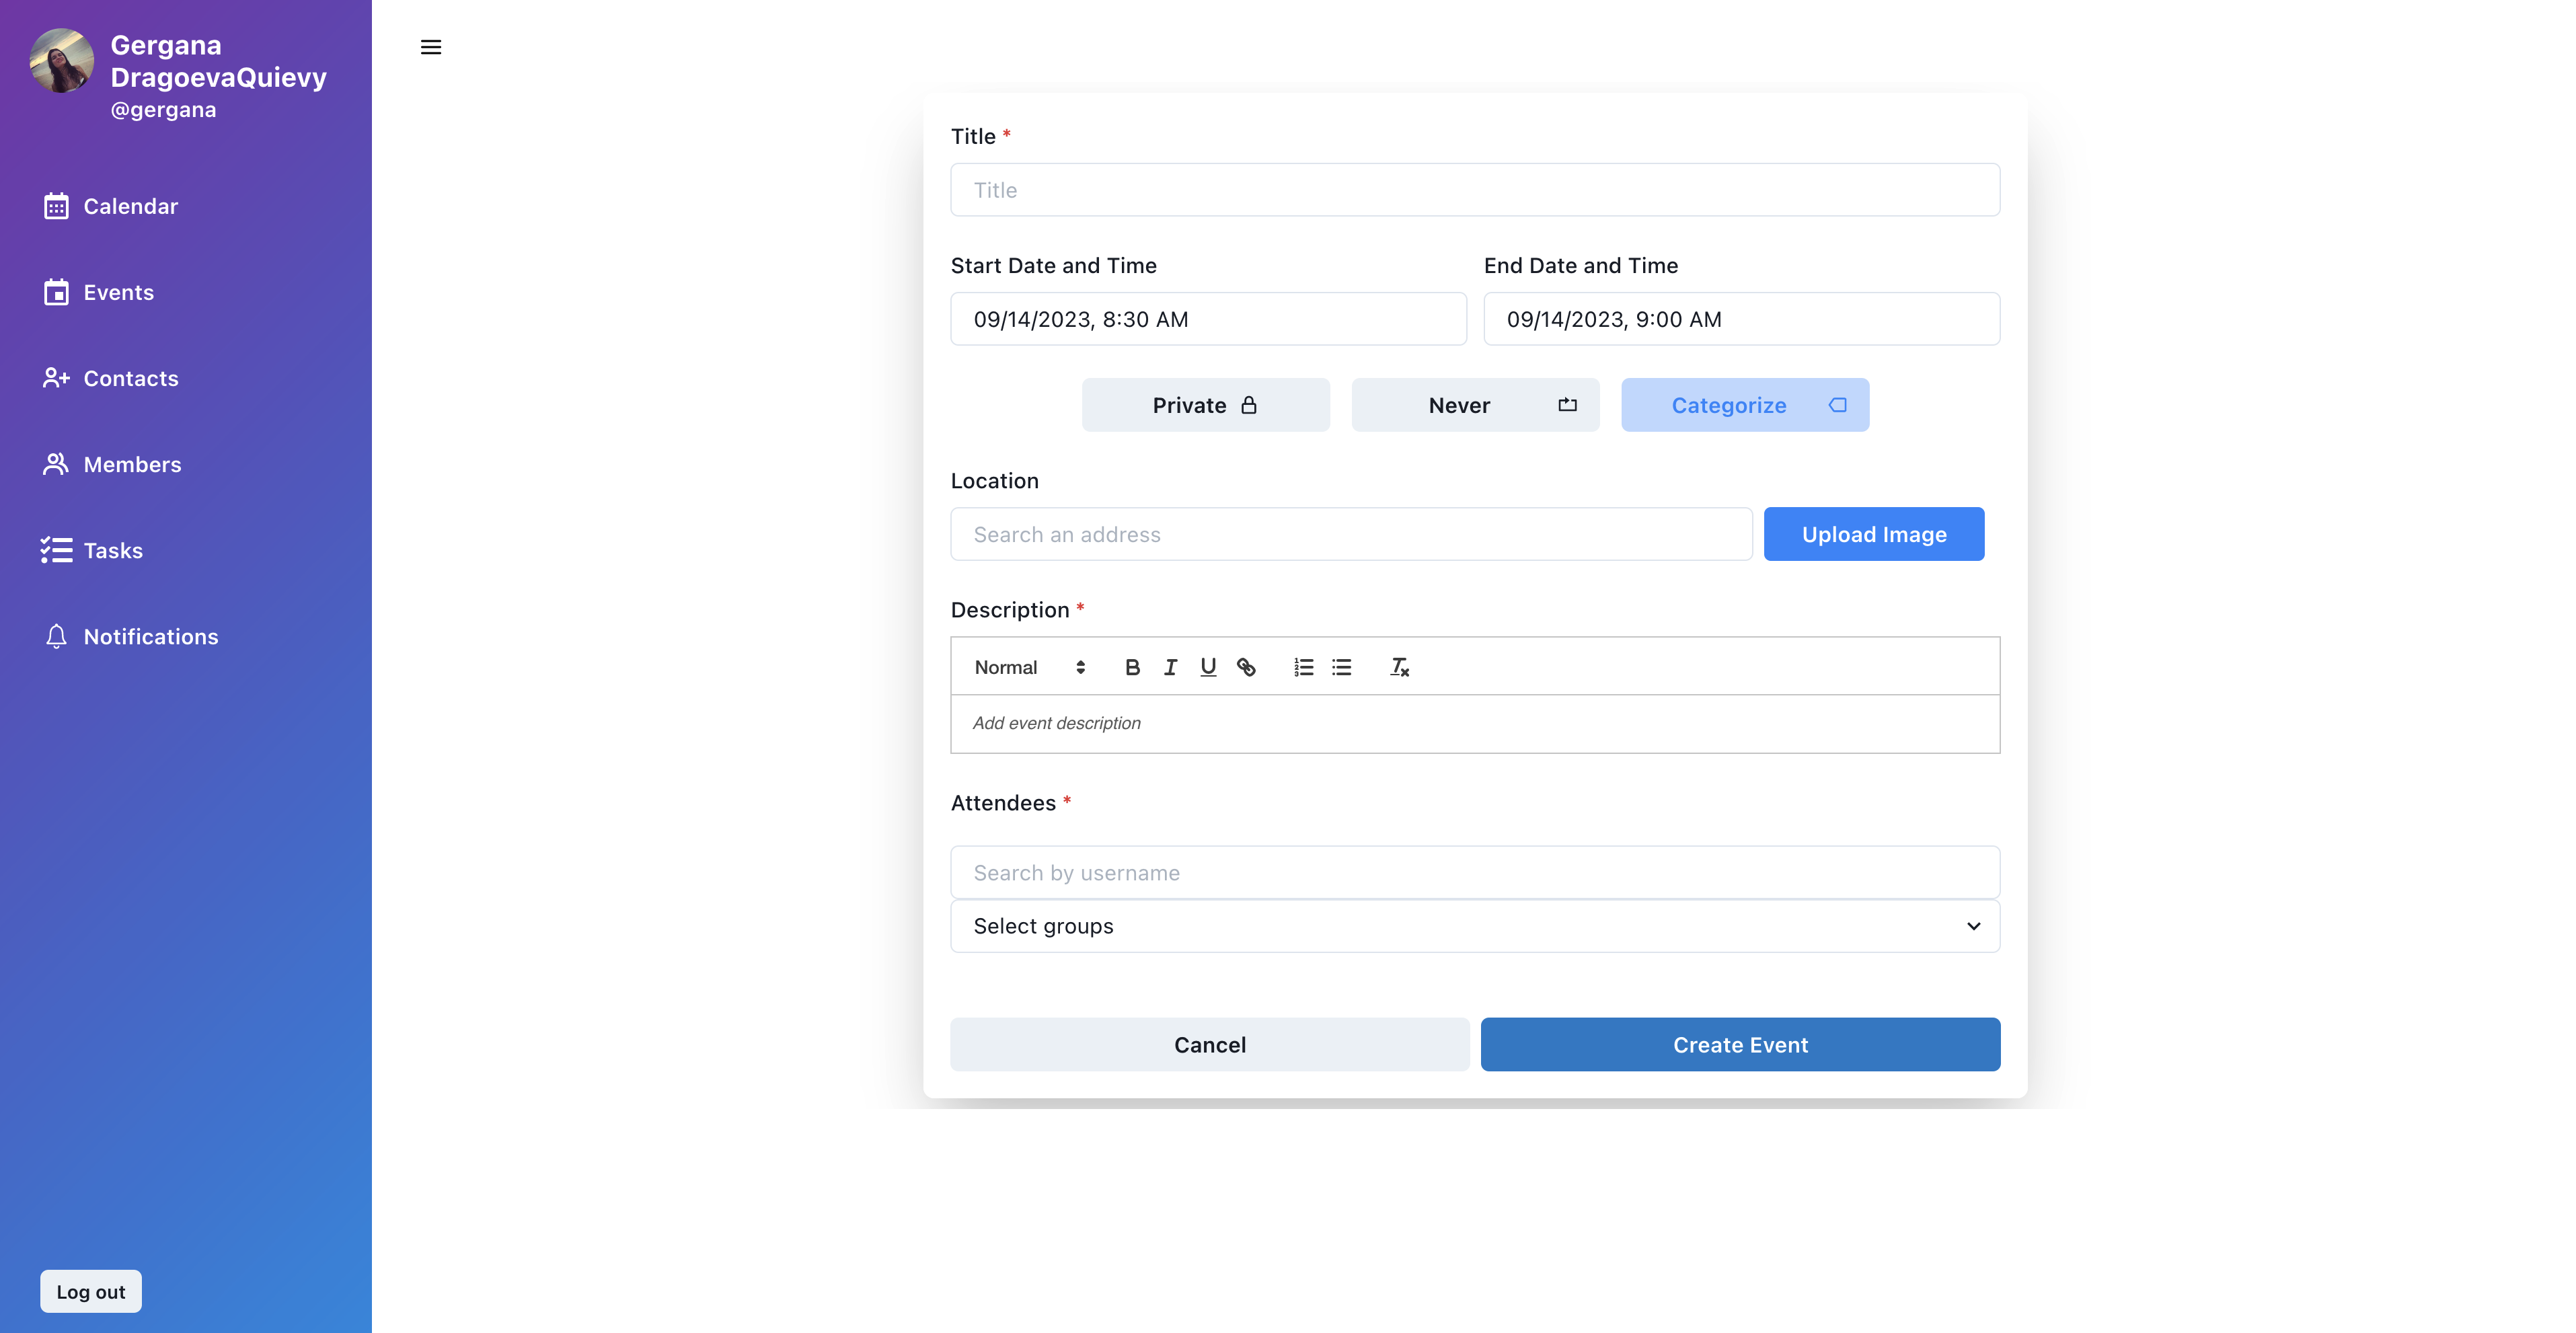 Gergana
DragoevaQuievy
@gergana
Calendar
Events
Contacts
Members
Tasks
Notifications
Log out
Title *
Title
Start Date and Time
End Date and Time
09/14/2023, 8:30 AM
09/14/2023, 9:00 AM
Private
Never
Categorize
Location
Search an address
Upload Image
Description *
Normal
B I U
Add event description
Attendees *
Search by username
Select groups
Cancel
Create Event